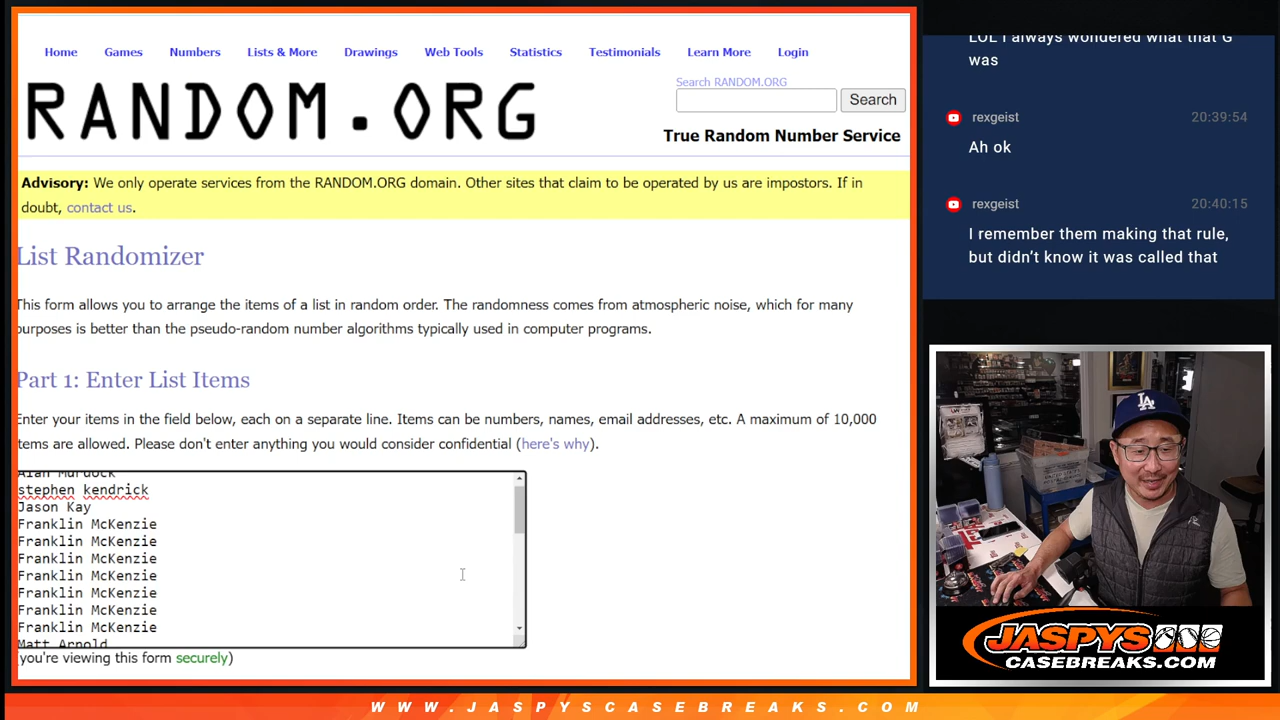 Home Games Numbers Lists & More Drawings Web Tools Statistics Testimonials Learn More Login
RANDOM.ORG
Search RANDOM.ORG
Search
True Random Number Service
Advisory: We only operate services from the RANDOM.ORG domain. Other sites that claim to be operated by us are impostors. If in
doubt, contact us.
List Randomizer
This form allows you to arrange the items of a list in random order. The randomness comes from atmospheric noise, which for many
purposes is better than the pseudo-random number algorithms typically used in computer programs.
Part 1: Enter List Items
Enter your items in the field below, each on a separate line. Items can be numbers, names, email addresses, etc. A maximum of 10,000
items are allowed. Please don't enter anything you would consider confidential (here's why).
Alan Murdock
stephen kendrick
Jason Kay
Franklin McKenzie
Franklin McKenzie
Franklin McKenzie
Franklin McKenzie
Franklin McKenzie
Franklin McKenzie
Franklin McKenzie
Matt Arnold
(you're viewing this form securely)
LOL I always wondered what that G
was
rexgeist 20:39:54
Ah ok
rexgeist 20:40:15
I remember them making that rule,
but didn't know it was called that
LA
JASPYS
CASEBREAKS.COM
WWW.JASPYSCASEBREAKS.COM